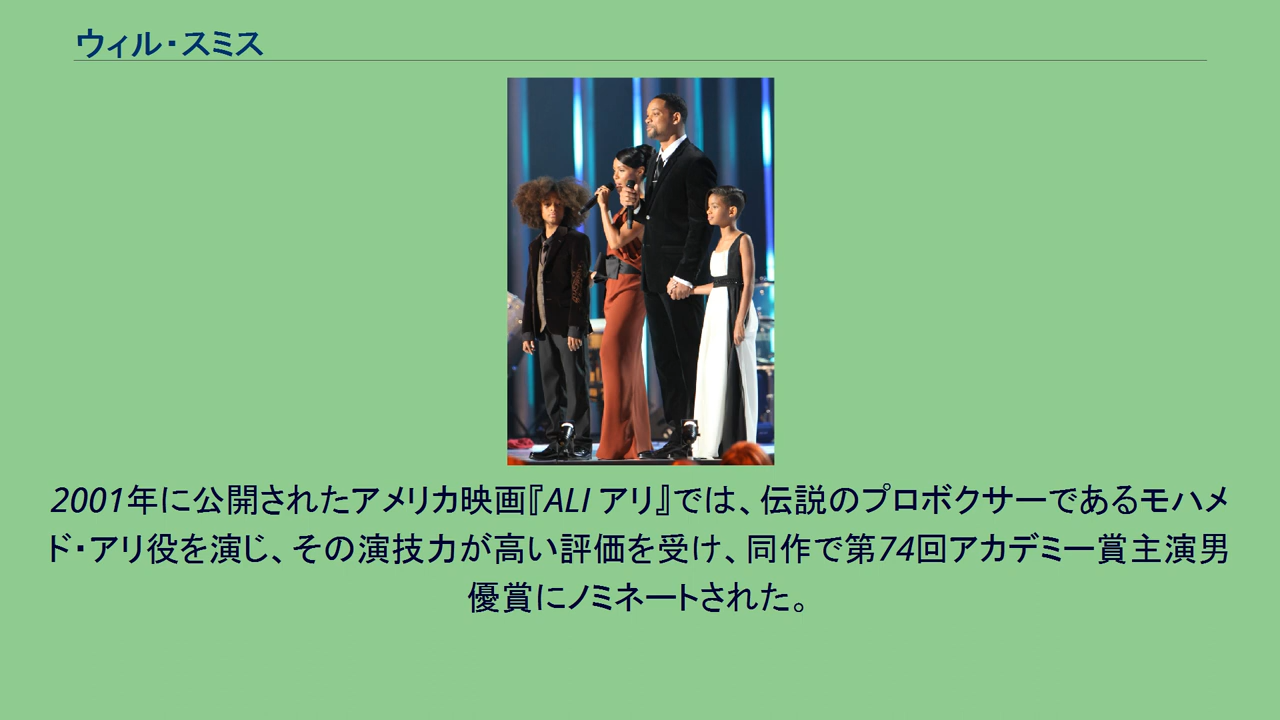 ウィル・スミス
2001年に公開されたアメリカ映画『ALI アリ』では、伝説のプロボクサーであるモハメ
ド・アリ役を演じ、その演技力が高い評価を受け、同作で第74回アカデミー賞主演男
優賞にノミネートされた。